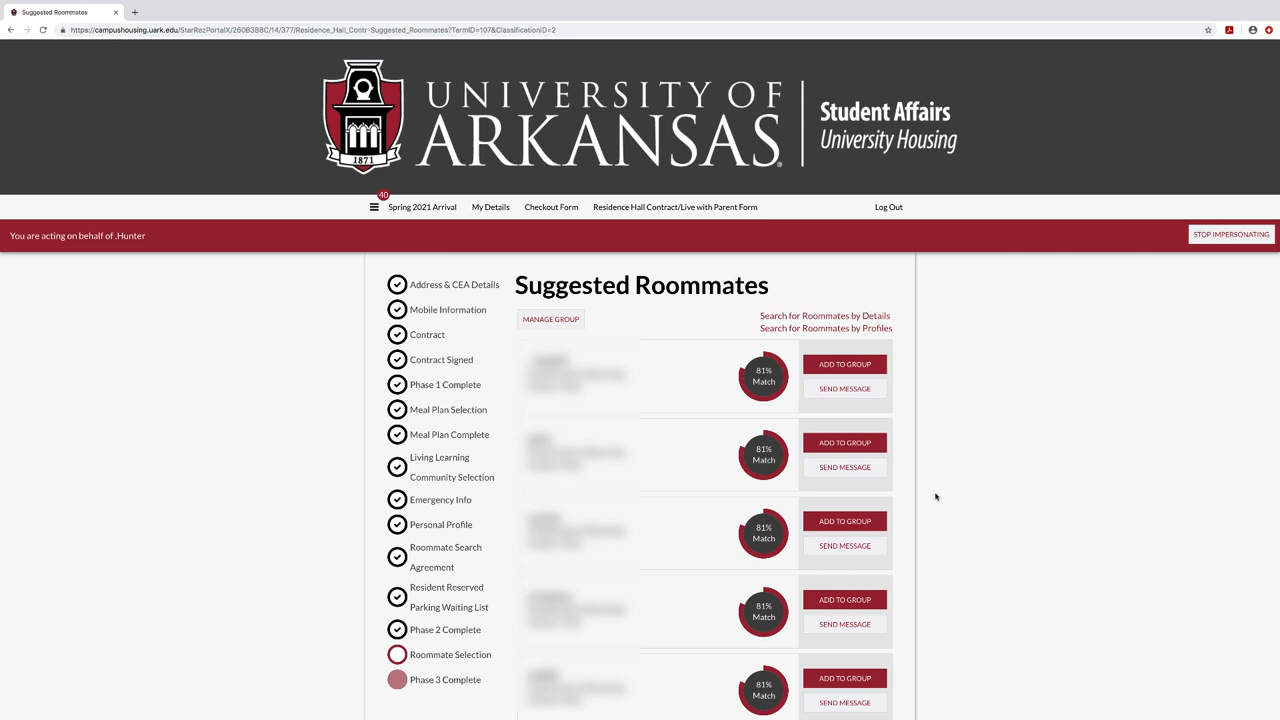 Suggested Roommates
https://campushousing.uark.edu/StarRezPortalX/260B3B8C/14/377/Residence_Hall_Contr-Suggested_Roommates?TermID=107&ClassificationID=2
UNIVERSITY OF
ARKANSAS
1871
Student Affairs
University Housing
40
Spring 2021 Arrival My Details Checkout Form Residence Hall Contract/Live with Parent Form Log Out
You are acting on behalf of .Hunter STOP IMPERSONATING
Address & CEA Details
Mobile Information
Contract
Contract Signed
Phase 1 Complete
Meal Plan Selection
Meal Plan Complete
Living Learning
Community Selection
Emergency Info
Personal Profile
Roommate Search
Agreement
Resident Reserved
Parking Waiting List
Phase 2 Complete
Roommate Selection
Phase 3 Complete
Suggested Roommates
MANAGE GROUP
Search for Roommates by Details
Search for Roommates by Profiles
81%
Match
ADD TO GROUP
SEND MESSAGE
81%
Match
ADD TO GROUP
SEND MESSAGE
81%
Match
ADD TO GROUP
SEND MESSAGE
81%
Match
ADD TO GROUP
SEND MESSAGE
81%
Match
ADD TO GROUP
SEND MESSAGE